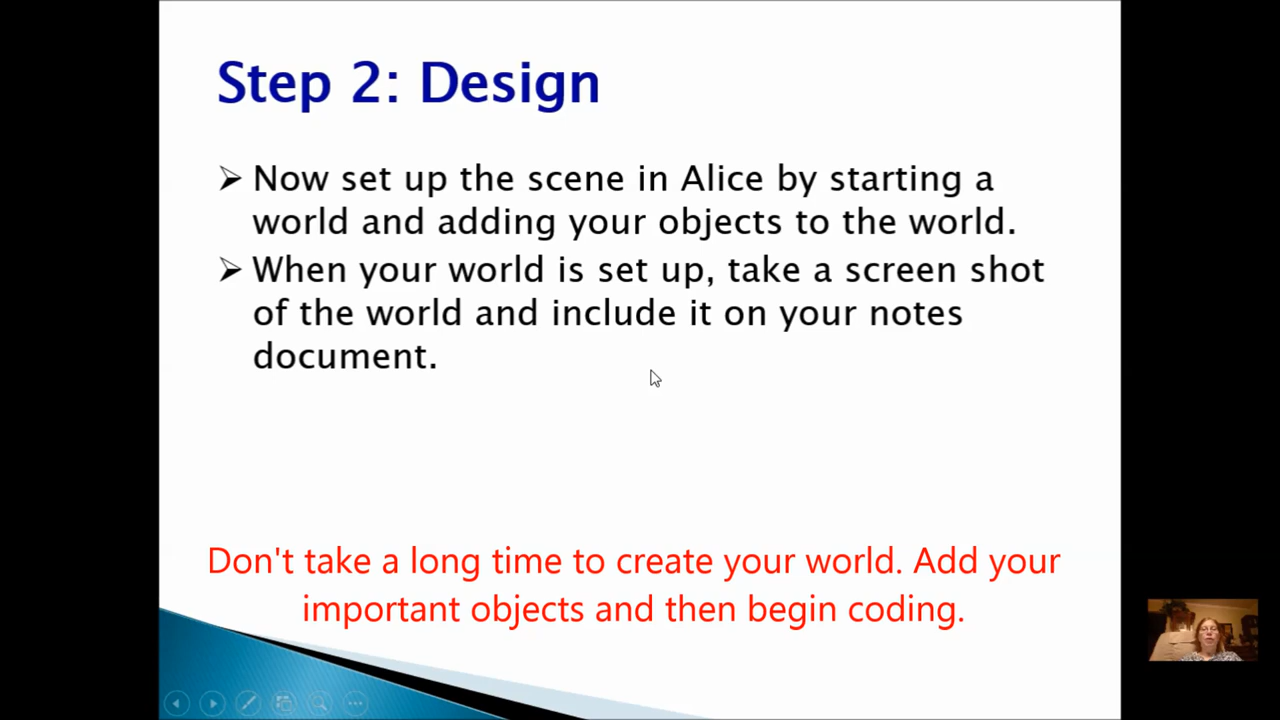 Step 2: Design
Now set up the scene in Alice by starting a
world and adding your objects to the world.
When your world is set up, take a screen shot
of the world and include it on your notes
document.
Don't take a long time to create your world. Add your
important objects and then begin coding.